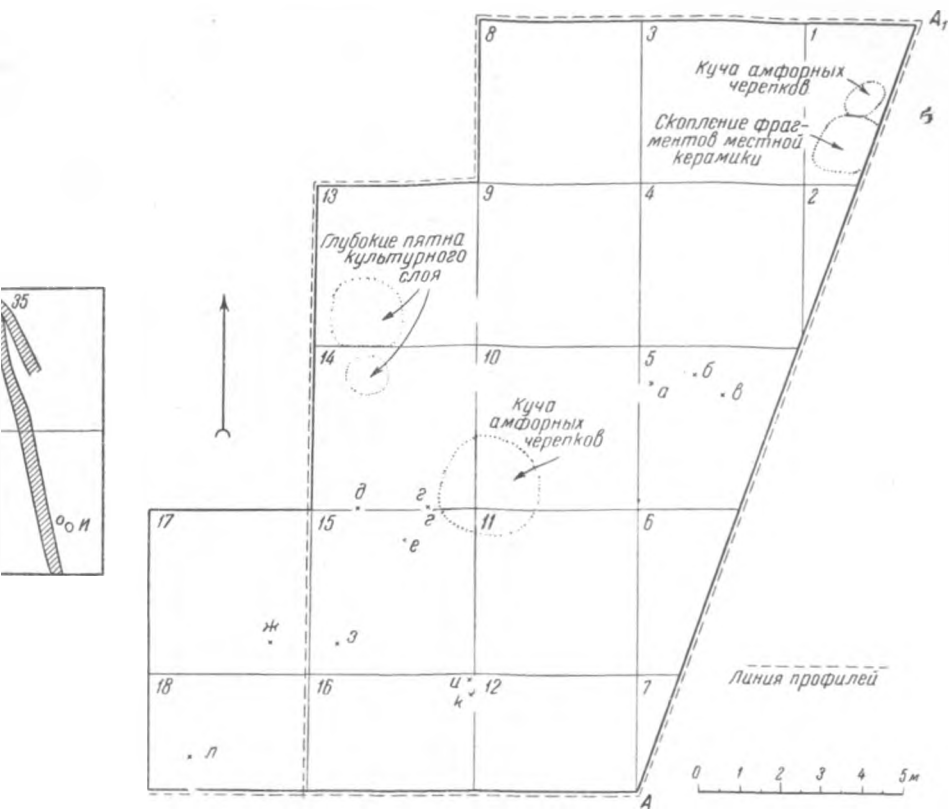 8
3
1
А₁
Куча амфорных
черепков
Б
Скопление фраг-
ментов местной
керамики
13
9
4
2
Глубокие пятна
культурного
слоя
35
14
10
5
б
а
в
Куча
амфорных
черепков
д
г
17
15
г
11
6
и
е
ж
з
18
16
и
12
7
к
Линия профилей
л
0 1 2 3 4 5 м
А